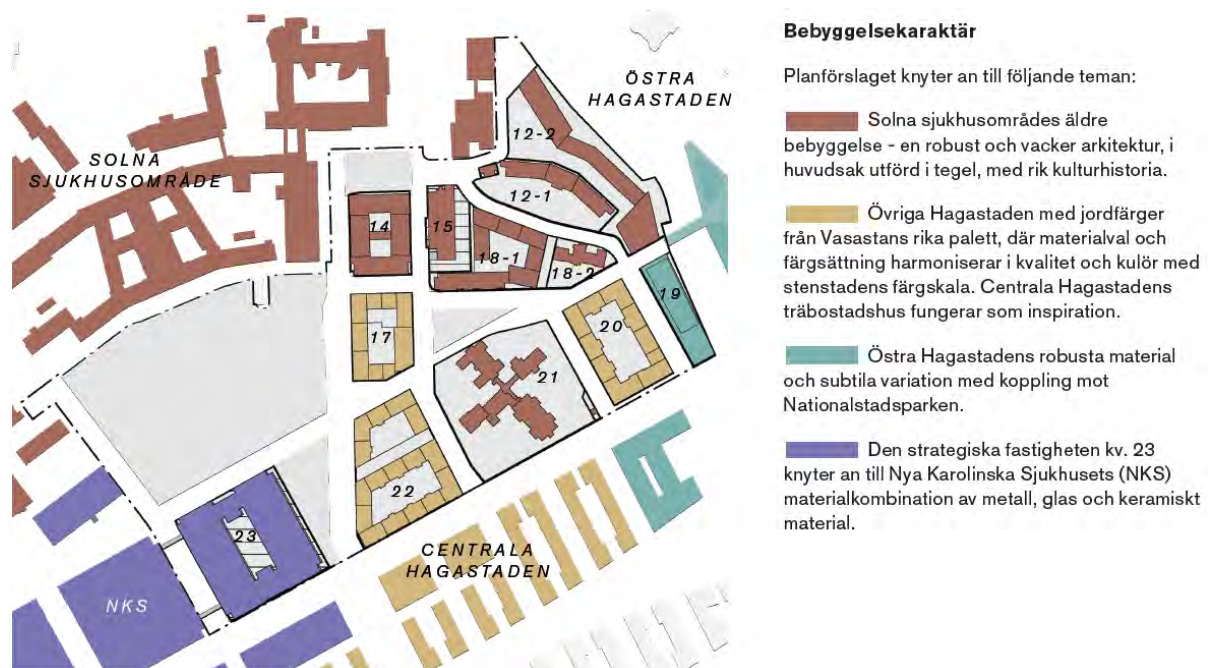 ÖSTRA
HAGASTADEN
SOLNA
SJUKHUSOMRÅDE
12-2
12-1
14
15
18-1
18-2
19
17
20
21
22
23
CENTRALA
HAGASTADEN
NKS
Bebyggelsekaraktär
Planförslaget knyter an till följande teman:
Solna sjukhusområdes äldre
bebyggelse - en robust och vacker arkitektur, i
huvudsak utförd i tegel, med rik kulturhistoria.
Övriga Hagastaden med jordfärger
från Vasastans rika palett, där materialval och
färgsättning harmoniserar i kvalitet och kulör med
stenstadens färgskala. Centrala Hagastadens
träbostadshus fungerar som inspiration.
Östra Hagastadens robusta material
och subtila variation med koppling mot
Nationalstadsparken.
Den strategiska fastigheten kv. 23
knyter an till Nya Karolinska Sjukhusets (NKS)
materialkombination av metall, glas och keramiskt
material.